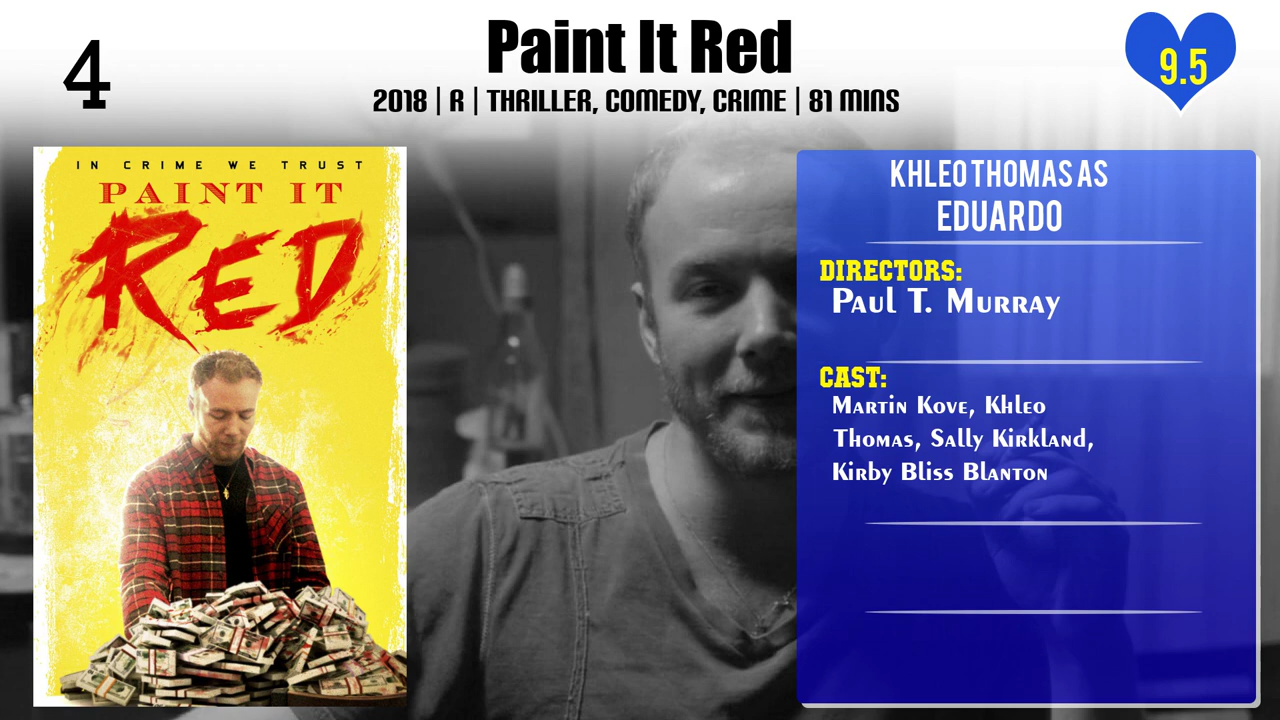 4
Paint It Red
2018 | R | THRILLER, COMEDY, CRIME | 81 MINS
9.5
IN CRIME WE TRUST
PAINT IT
RED
KHLEO THOMAS AS
EDUARDO
DIRECTORS:
Paul T. Murray
CAST:
Martin Kove, Khleo
Thomas, Sally Kirkland,
Kirby Bliss Blanton